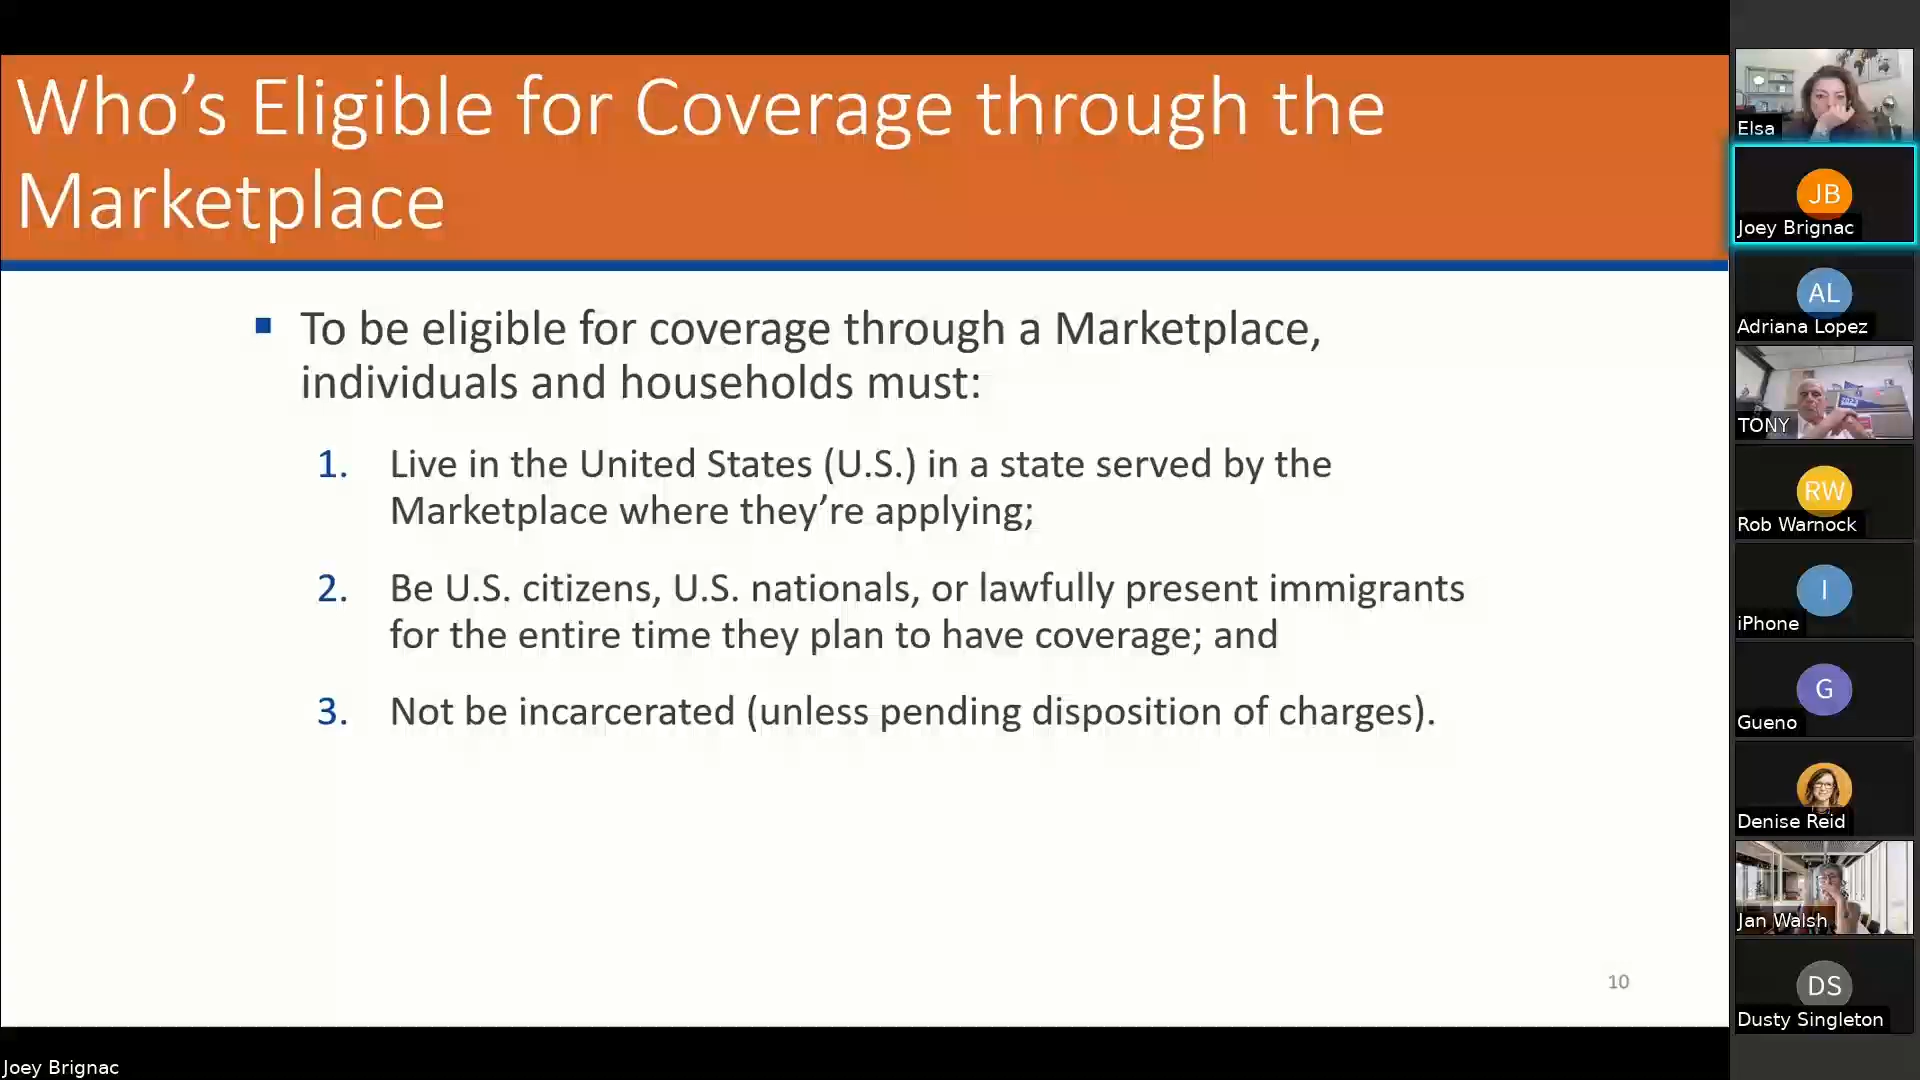 Who’s Eligible for Coverage through the
Marketplace
▪ To be eligible for coverage through a Marketplace,
individuals and households must:
1. Live in the United States (U.S.) in a state served by the
Marketplace where they’re applying;
2. Be U.S. citizens, U.S. nationals, or lawfully present immigrants
for the entire time they plan to have coverage; and
3. Not be incarcerated (unless pending disposition of charges).
10
Joey Brignac
Elsa
JB
Joey Brignac
AL
Adriana Lopez
TONY
RW
Rob Warnock
I
iPhone
G
Gueno
Denise Reid
Jan Walsh
DS
Dusty Singleton